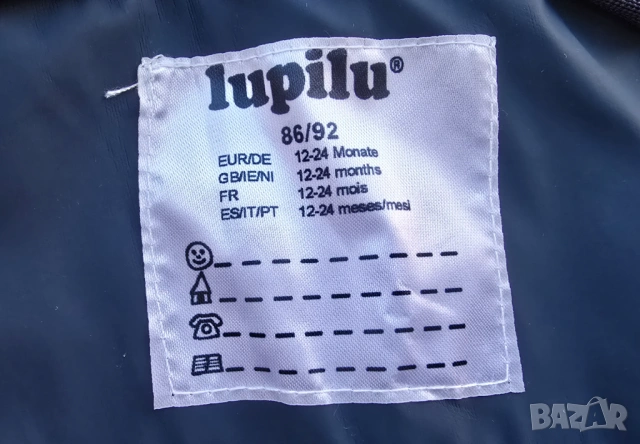 lupilu®
86/92
EUR/DE 12-24 Monate
GB/IE/NI 12-24 months
FR 12-24 mois
ES/IT/PT 12-24 meses/mesi
BAZAR